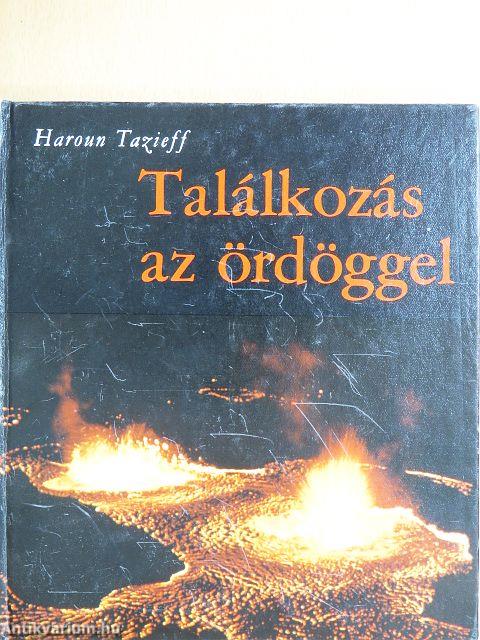 Haroun Tazieff
Találkozás
az ördöggel
Antikvarium.hu